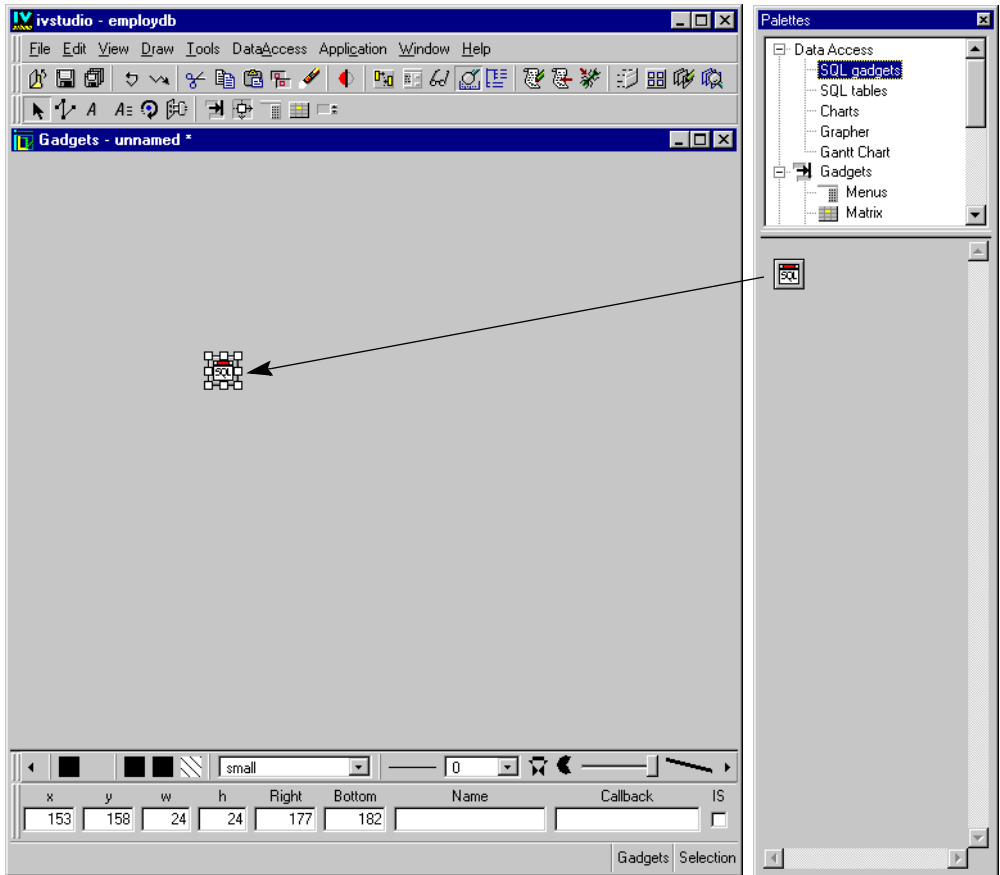 ivstudio - employdb
File Edit View Draw Tools DataAccess Application Window Help
A A
Gadgets - unnamed *
SQL
small
0
x y w h Right Bottom Name Callback IS
153 158 24 24 177 182
Gadgets Selection
Palettes
Data Access
SQL gadgets
SQL tables
Charts
Grapher
Gantt Chart
Gadgets
Menus
Matrix
SQL